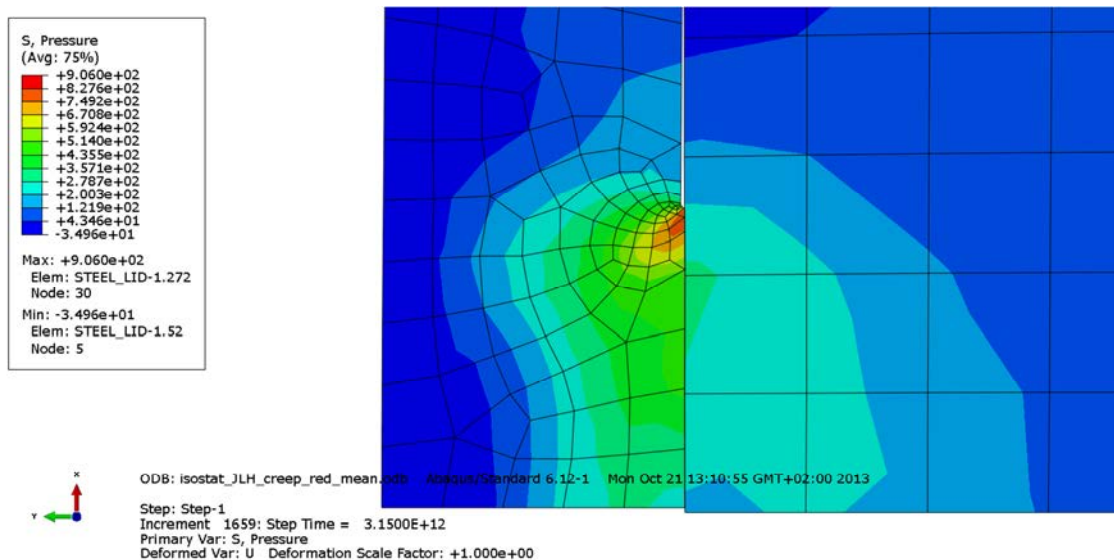 S, Pressure
(Avg: 75%)
+9.060e+02
+8.276e+02
+7.492e+02
+6.708e+02
+5.924e+02
+5.140e+02
+4.355e+02
+3.571e+02
+2.787e+02
+2.003e+02
+1.219e+02
+4.346e+01
-3.496e+01
Max: +9.060e+02
Elem: STEEL_LID-1.272
Node: 30
Min: -3.496e+01
Elem: STEEL_LID-1.52
Node: 5
X
Y
ODB: isostat_JLH_creep_red_mean.odb Abaqus/Standard 6.12-1 Mon Oct 21 13:10:55 GMT+02:00 2013
Step: Step-1
Increment 1659: Step Time = 3.1500E+12
Primary Var: S, Pressure
Deformed Var: U Deformation Scale Factor: +1.000e+00